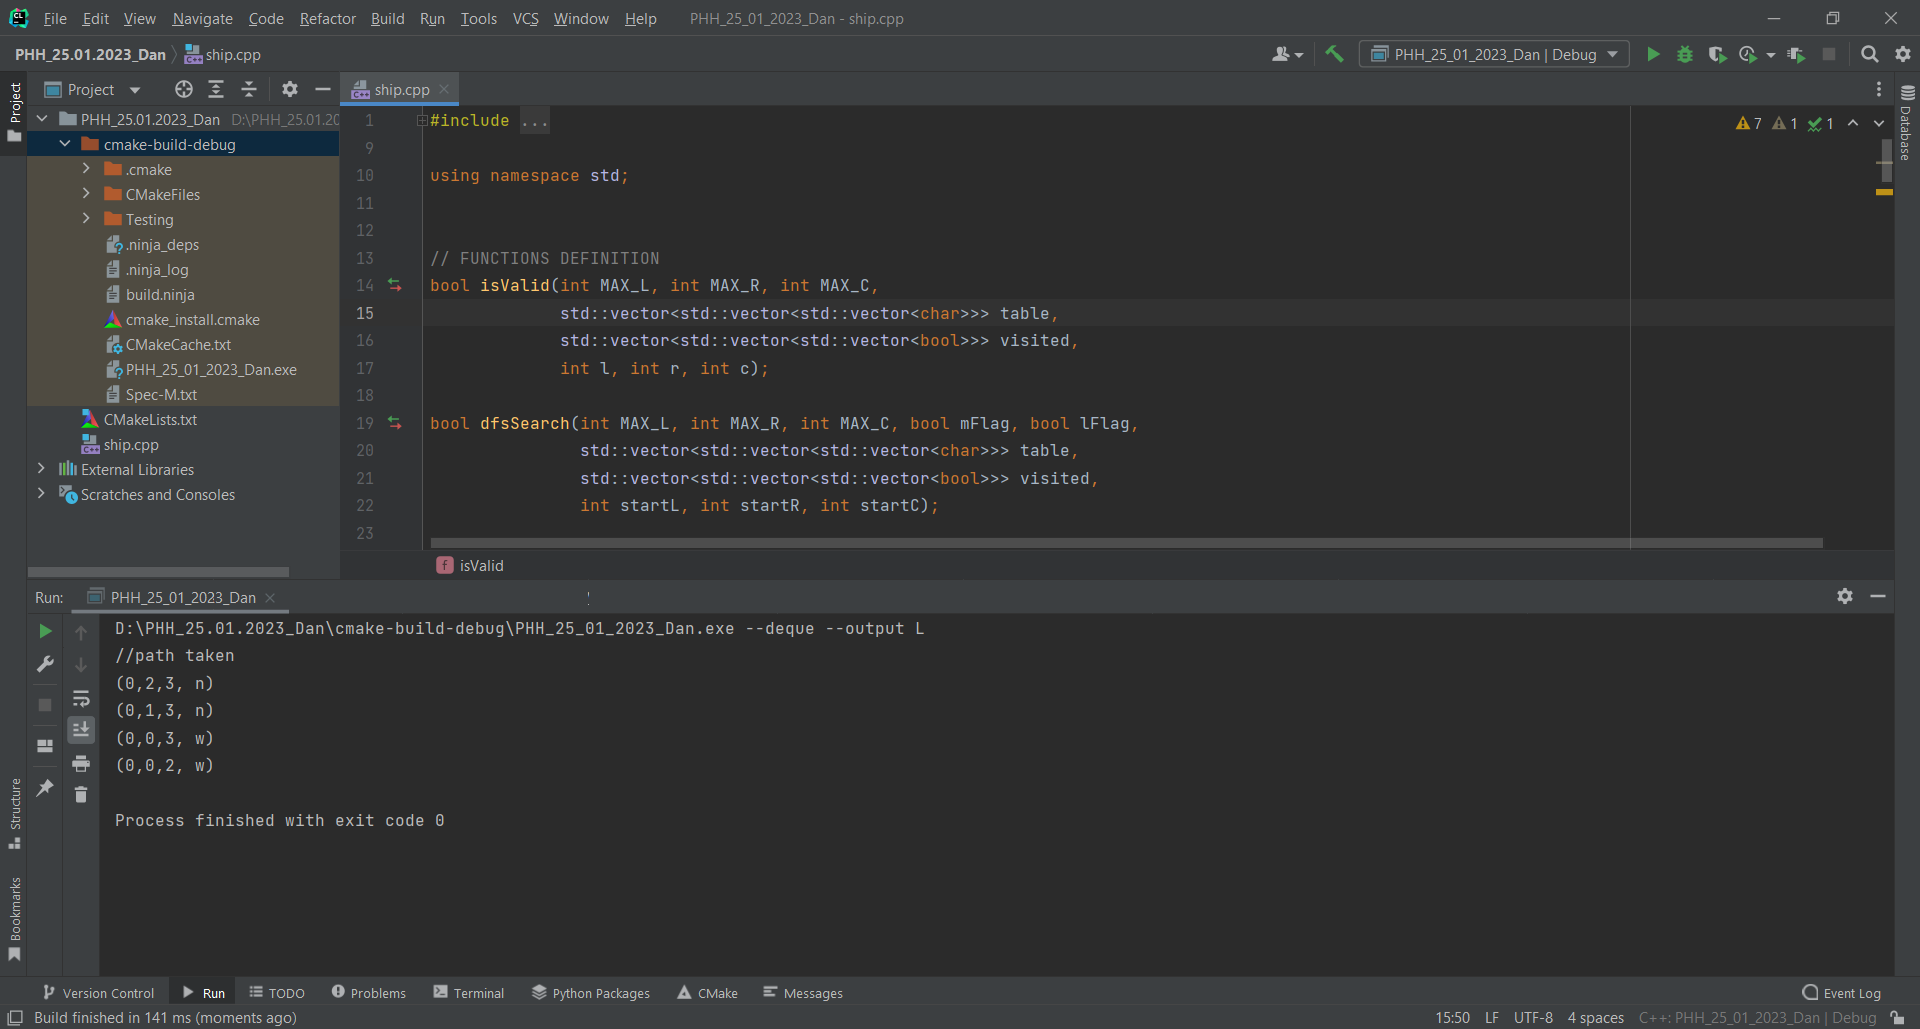 File Edit View Navigate Code Refactor Build Run Tools VCS Window Help PHH_25_01_2023_Dan - ship.cpp
PHH_25.01.2023_Dan ship.cpp
PHH_25_01_2023_Dan | Debug
Project
Project
ship.cpp
PHH_25.01.2023_Dan D:\PHH_25.01.20
cmake-build-debug
.cmake
CMakeFiles
Testing
.ninja_deps
.ninja_log
build.ninja
cmake_install.cmake
CMakeCache.txt
PHH_25_01_2023_Dan.exe
Spec-M.txt
CMakeLists.txt
ship.cpp
External Libraries
Scratches and Consoles
7 1 1
Database
1 #include ...
9
10 using namespace std;
11
12
13 // FUNCTIONS DEFINITION
14 bool isValid(int MAX_L, int MAX_R, int MAX_C,
15 std::vector<std::vector<std::vector<char>>> table,
16 std::vector<std::vector<std::vector<bool>>> visited,
17 int l, int r, int c);
18
19 bool dfsSearch(int MAX_L, int MAX_R, int MAX_C, bool mFlag, bool lFlag,
20 std::vector<std::vector<std::vector<char>>> table,
21 std::vector<std::vector<std::vector<bool>>> visited,
22 int startL, int startR, int startC);
23
f isValid
Run: PHH_25_01_2023_Dan
D:\PHH_25.01.2023_Dan\cmake-build-debug\PHH_25_01_2023_Dan.exe --deque --output L
//path taken
(0,2,3, n)
(0,1,3, n)
(0,0,3, w)
(0,0,2, w)
Process finished with exit code 0
Structure
Bookmarks
Version Control Run TODO Problems Terminal Python Packages CMake Messages Event Log
Build finished in 141 ms (moments ago) 15:50 LF UTF-8 4 spaces C++: PHH_25_01_2023_Dan | Debug